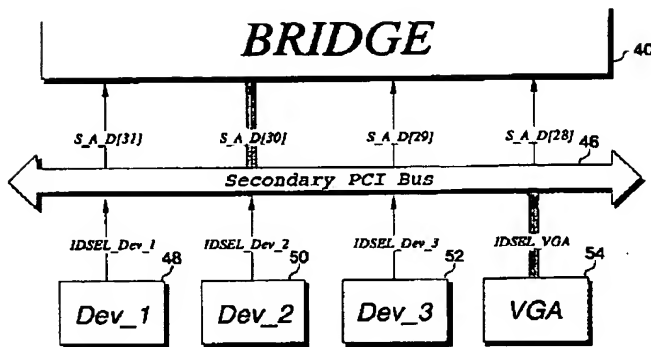 BRIDGE
40
S_A_D[31] S_A_D[30] S_A_D[29] S_A_D[28]
46
Secondary PCI Bus
IDSEL_Dev_1 IDSEL_Dev_2 IDSEL_Dev_3 IDSEL_VGA
48 50 52 54
Dev_1 Dev_2 Dev_3 VGA